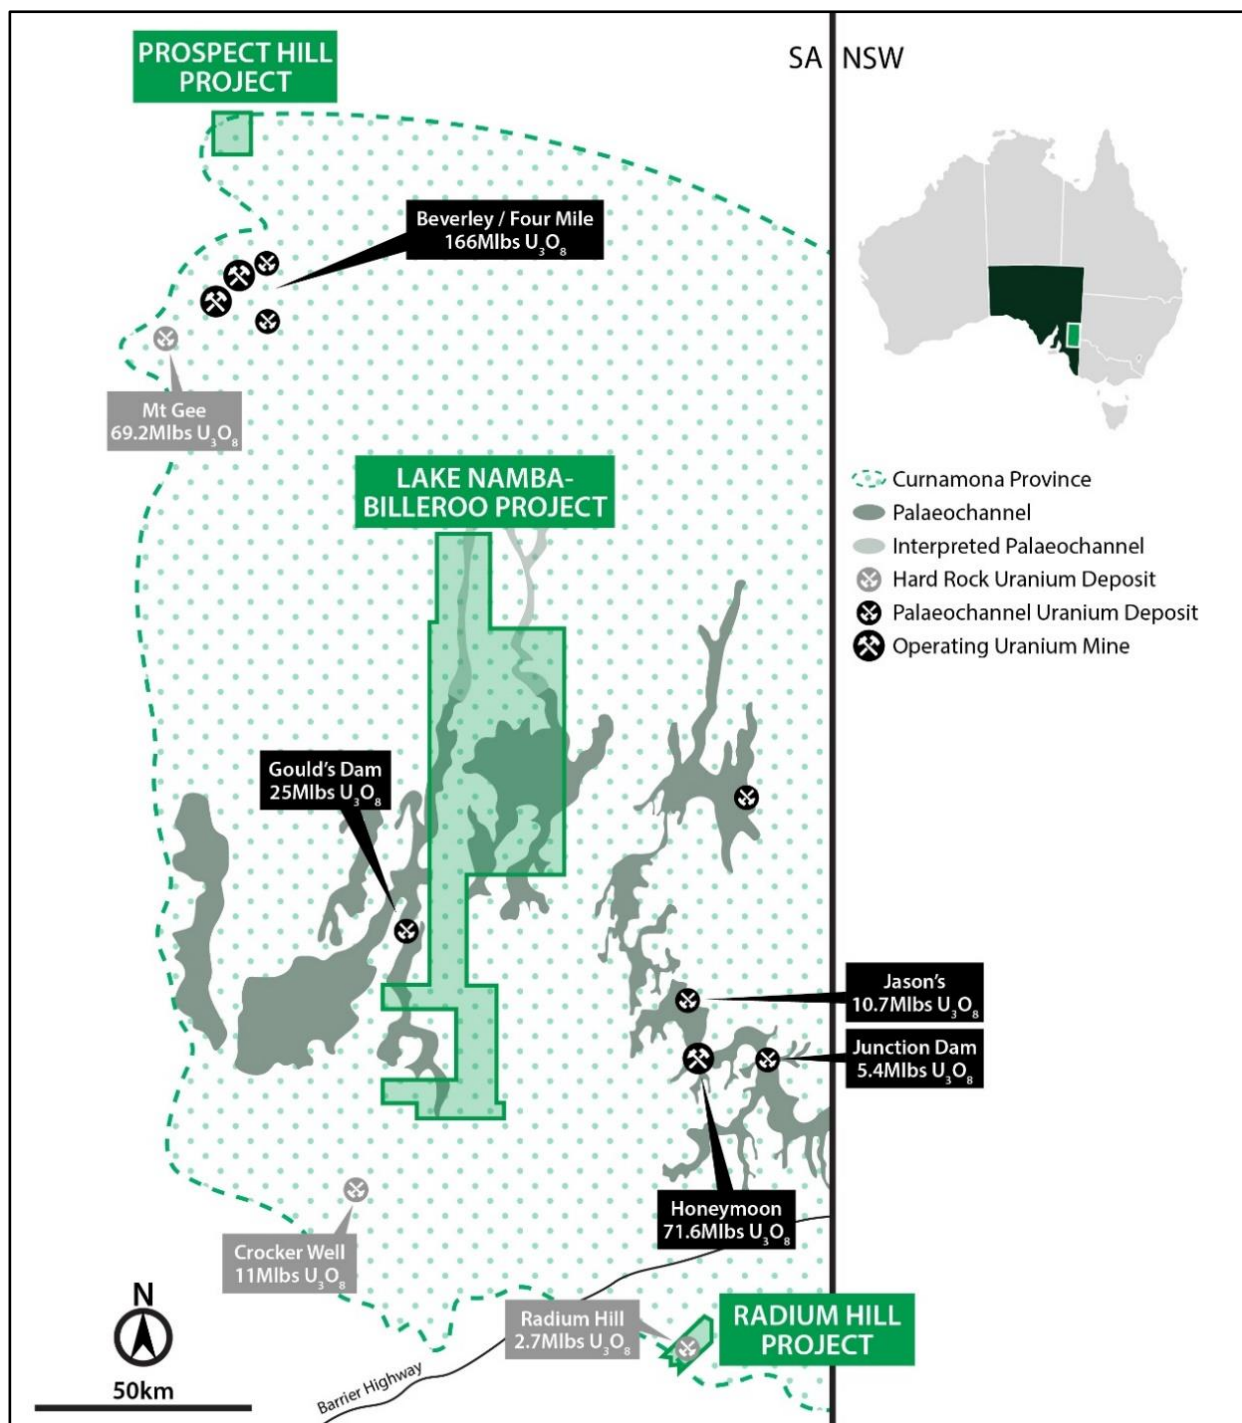 PROSPECT HILL
PROJECT
SA
NSW
Beverley / Four Mile
166Mlbs U₃O₈
Mt Gee
69.2Mlbs U₃O₈
LAKE NAMBA-
BILLEROO PROJECT
Curnamona Province
Palaeochannel
Interpreted Palaeochannel
Hard Rock Uranium Deposit
Palaeochannel Uranium Deposit
Operating Uranium Mine
Gould's Dam
25Mlbs U₃O₈
Jason's
10.7Mlbs U₃O₈
Junction Dam
5.4Mlbs U₃O₈
Honeymoon
71.6Mlbs U₃O₈
Crocker Well
11Mlbs U₃O₈
Radium Hill
2.7Mlbs U₃O₈
RADIUM HILL
PROJECT
N
50km
Barrier Highway